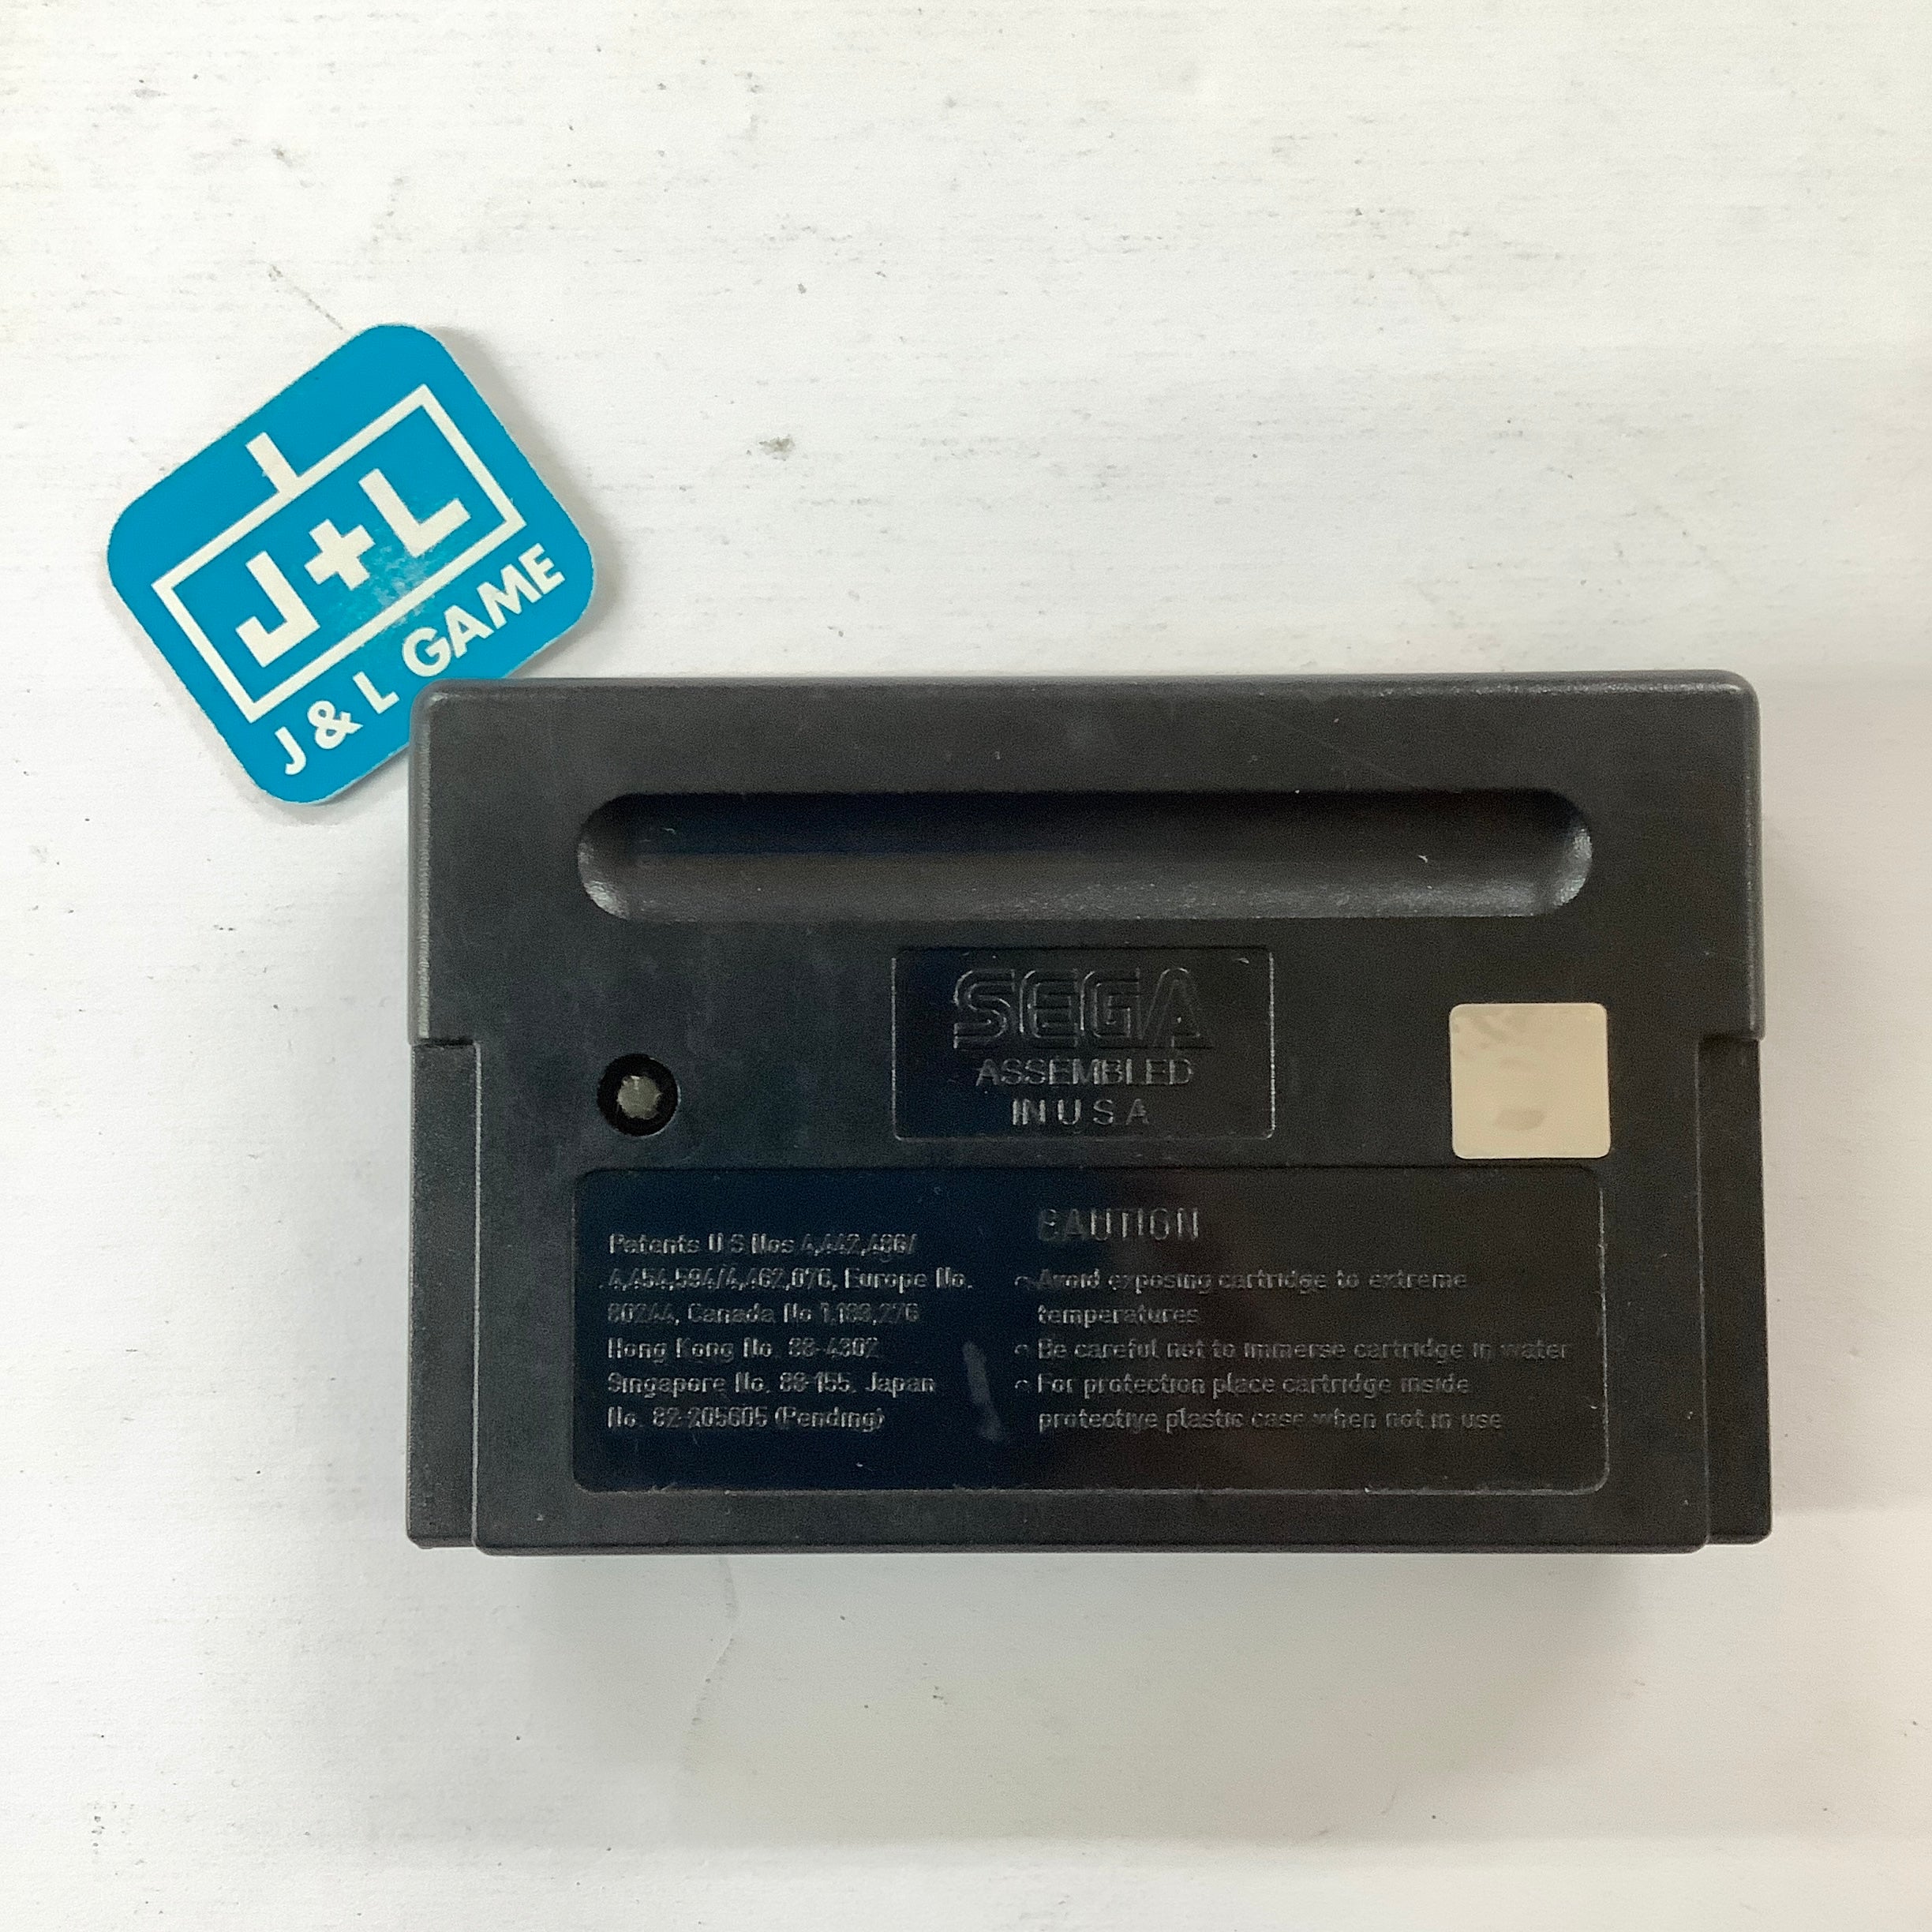 J+L
J & L GAME
SEGA
ASSEMBLED
IN U S A
Patents U S Nos 4,442,486/
4,454,594/4,462,076, Europe No.
80244, Canada No 1,183,276
Hong Kong No. 88-4302
Singapore No. 88-155, Japan
No. 82-205605 (Pending)
CAUTION
Avoid exposing cartridge to extreme
temperatures
Be careful not to immerse cartridge in water
For protection place cartridge inside
protective plastic case when not in use